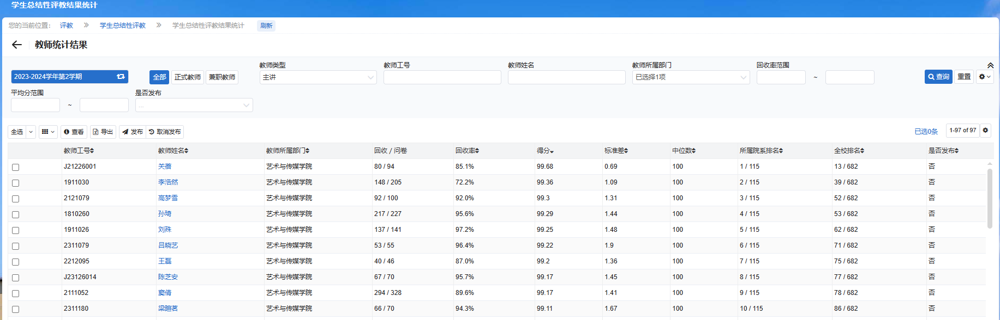 学生总结性评教结果统计
您的当前位置： 评教 学生总结性评教 学生总结性评教结果统计 刷新
教师统计结果
教师类型 教师工号 教师姓名 教师所属部门 回收率范围
2023-2024学年第2学期 全部 正式教师 兼职教师 主讲 已选择1项 ~ 查询 重置
平均分范围 是否发布
~ ...
全选 查看 导出 发布 取消发布 已选0条 1-97 of 97
教师工号 教师姓名 教师所属部门 回收 / 问卷 回收率 得分 标准差 中位数 所属院系排名 全校排名 是否发布
J21226001 关蓓 艺术与传媒学院 80 / 94 85.1% 99.68 0.69 100 1 / 115 13 / 682 否
1911030 李浩然 艺术与传媒学院 148 / 205 72.2% 99.36 1.09 100 2 / 115 39 / 682 否
2121079 高梦雪 艺术与传媒学院 92 / 100 92.0% 99.3 1.31 100 3 / 115 52 / 682 否
1810260 孙琦 艺术与传媒学院 217 / 227 95.6% 99.29 1.44 100 4 / 115 53 / 682 否
1911026 刘殊 艺术与传媒学院 137 / 141 97.2% 99.25 1.48 100 5 / 115 62 / 682 否
2311079 吕晓艺 艺术与传媒学院 53 / 55 96.4% 99.22 1.9 100 6 / 115 71 / 682 否
2212095 王磊 艺术与传媒学院 40 / 46 87.0% 99.2 1.36 100 7 / 115 75 / 682 否
J23126014 陈芝安 艺术与传媒学院 67 / 70 95.7% 99.17 1.45 100 8 / 115 77 / 682 否
2111052 窦倩 艺术与传媒学院 294 / 328 89.6% 99.17 1.41 100 9 / 115 78 / 682 否
2311180 梁暄茗 艺术与传媒学院 66 / 70 94.3% 99.11 1.67 100 10 / 115 86 / 682 否